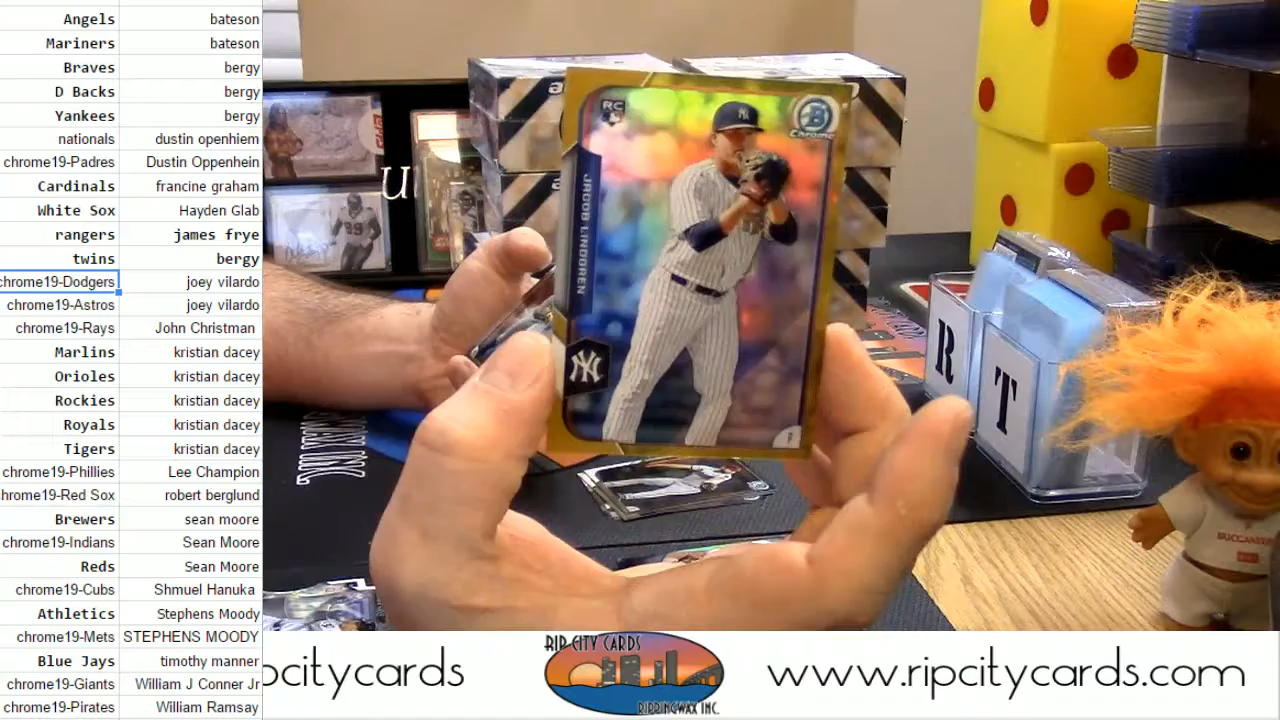 Angels bateson
Mariners bateson
Braves bergy
D Backs bergy
Yankees bergy
nationals dustin openhiem
chrome19-Padres Dustin Oppenhein
Cardinals francine graham
White Sox Hayden Glab
rangers james frye
twins bergy
chrome19-Dodgers joey vilardo
chrome19-Astros joey vilardo
chrome19-Rays John Christman
Marlins kristian dacey
Orioles kristian dacey
Rockies kristian dacey
Royals kristian dacey
Tigers kristian dacey
chrome19-Phillies Lee Champion
chrome19-Red Sox robert berglund
Brewers sean moore
chrome19-Indians Sean Moore
Reds Sean Moore
chrome19-Cubs Shmuel Hanuka
Athletics Stephens Moody
chrome19-Mets STEPHENS MOODY
Blue Jays timothy manner
chrome19-Giants William J Conner Jr
chrome19-Pirates William Ramsay
RC
B
Chrome
JACOB LINDGREN
NY
NY
99
R
T
BUCCANEERS
pcitycards
RIP CITY CARDS
RIPPINGWAX INC.
www.ripcitycards.com